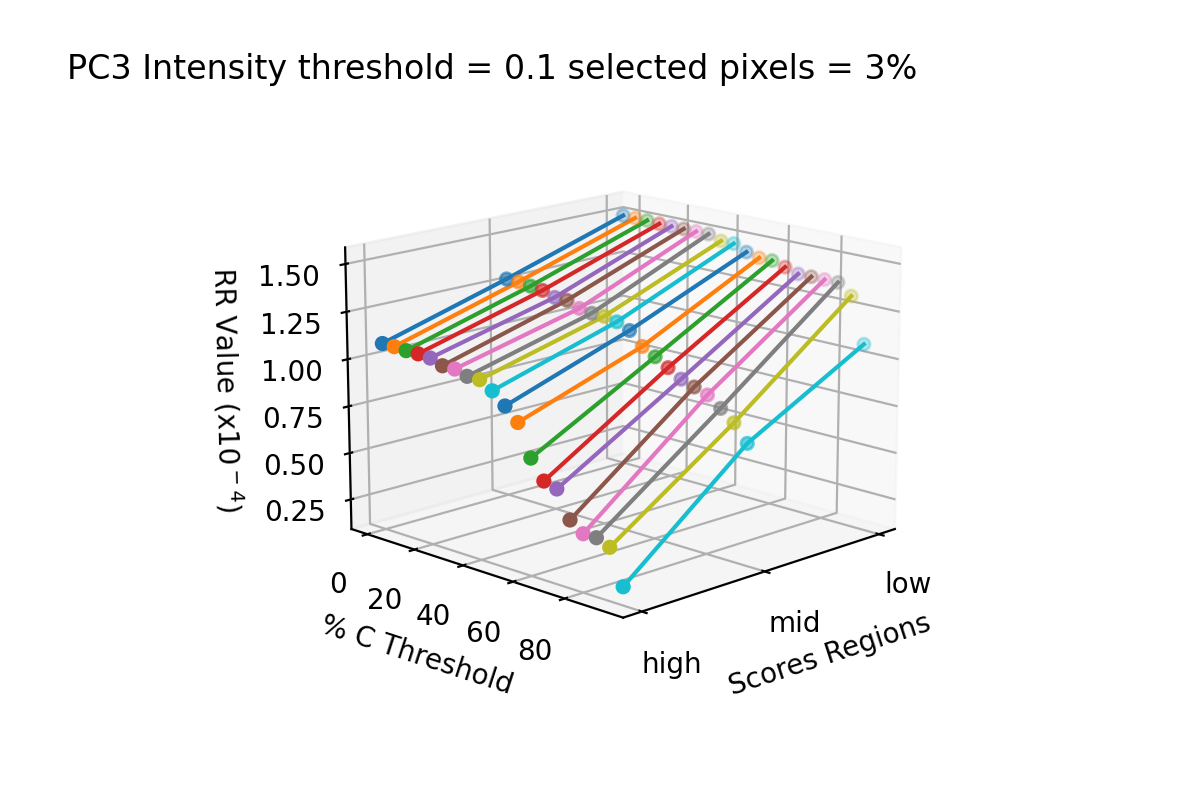 PC3 Intensity threshold = 0.1 selected pixels = 3%
RR Value (x10⁻⁴)
1.50
1.25
1.00
0.75
0.50
0.25
0
20
40
60
80
% C Threshold
high
mid
low
Scores Regions